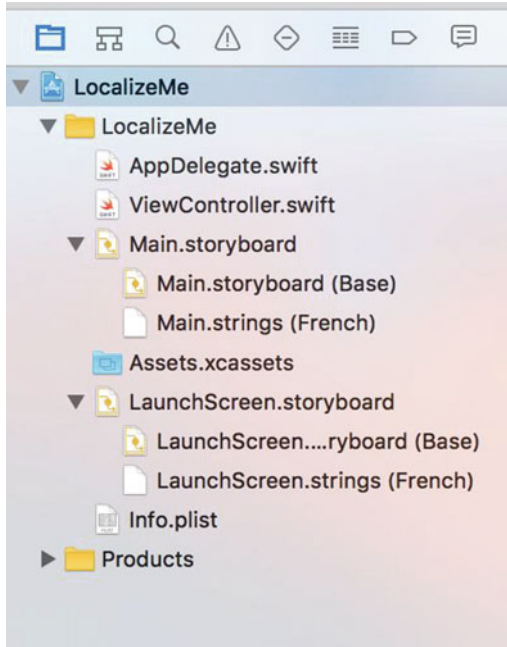 LocalizeMe
LocalizeMe
AppDelegate.swift
ViewController.swift
Main.storyboard
Main.storyboard (Base)
Main.strings (French)
Assets.xcassets
LaunchScreen.storyboard
LaunchScreen....ryboard (Base)
LaunchScreen.strings (French)
Info.plist
Products